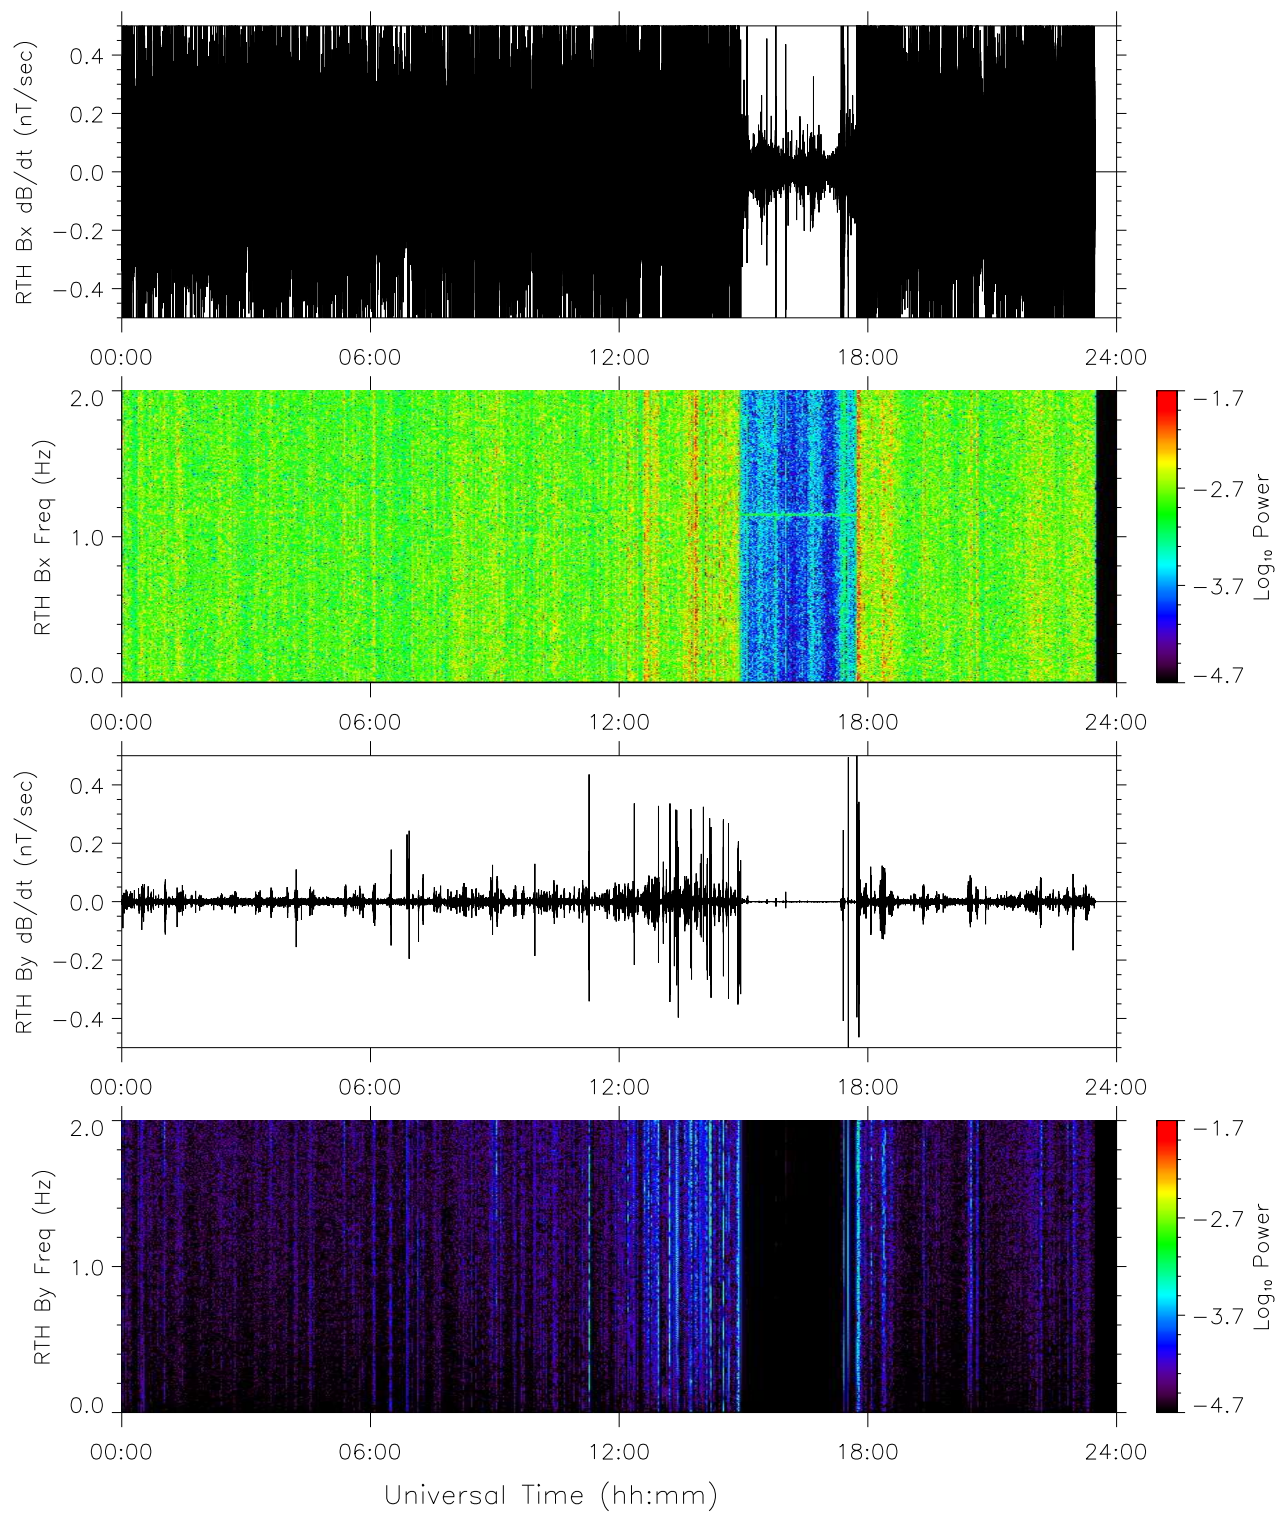 RTH Bx dB/dt (nT/sec)
0.4
0.2
0.0
−0.2
−0.4
00:00 06:00 12:00 18:00 24:00
RTH Bx Freq (Hz)
2.0
1.0
0.0
−1.7
−2.7
−3.7
−4.7
Log₁₀ Power
00:00 06:00 12:00 18:00 24:00
RTH By dB/dt (nT/sec)
0.4
0.2
0.0
−0.2
−0.4
00:00 06:00 12:00 18:00 24:00
RTH By Freq (Hz)
2.0
1.0
0.0
−1.7
−2.7
−3.7
−4.7
Log₁₀ Power
00:00 06:00 12:00 18:00 24:00
Universal Time (hh:mm)